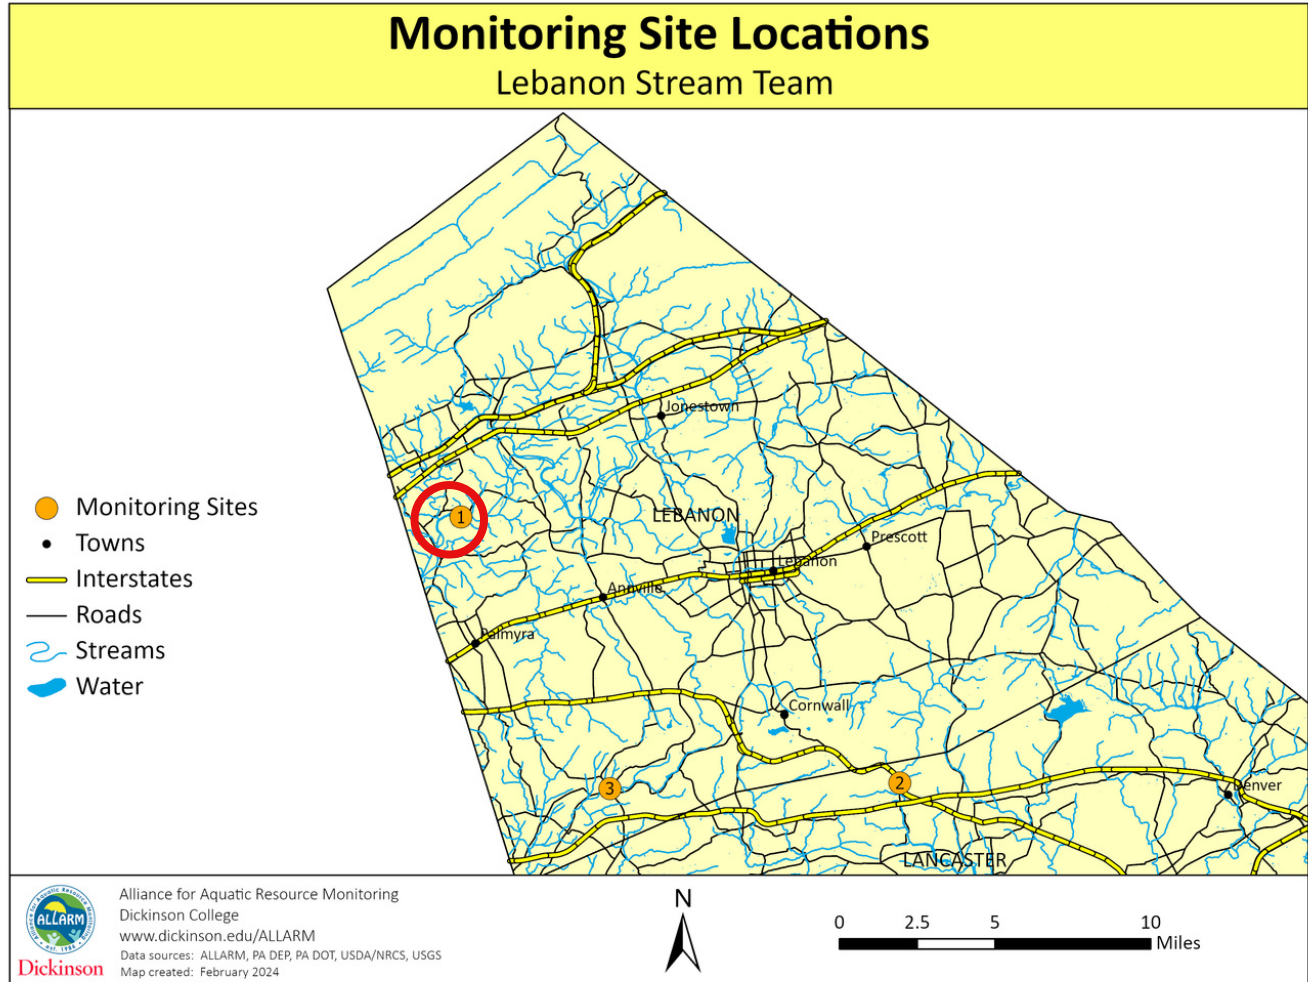 Monitoring Site Locations
Lebanon Stream Team
Jonestown
LEBANON
Prescott
Lebanon
Annville
Palmyra
Cornwall
Denver
LANCASTER
1
2
3
Monitoring Sites
Towns
Interstates
Roads
Streams
Water
ALLARM
est. 1986
Dickinson
Alliance for Aquatic Resource Monitoring
Dickinson College
www.dickinson.edu/ALLARM
Data sources: ALLARM, PA DEP, PA DOT, USDA/NRCS, USGS
Map created: February 2024
N
0 2.5 5 10
Miles